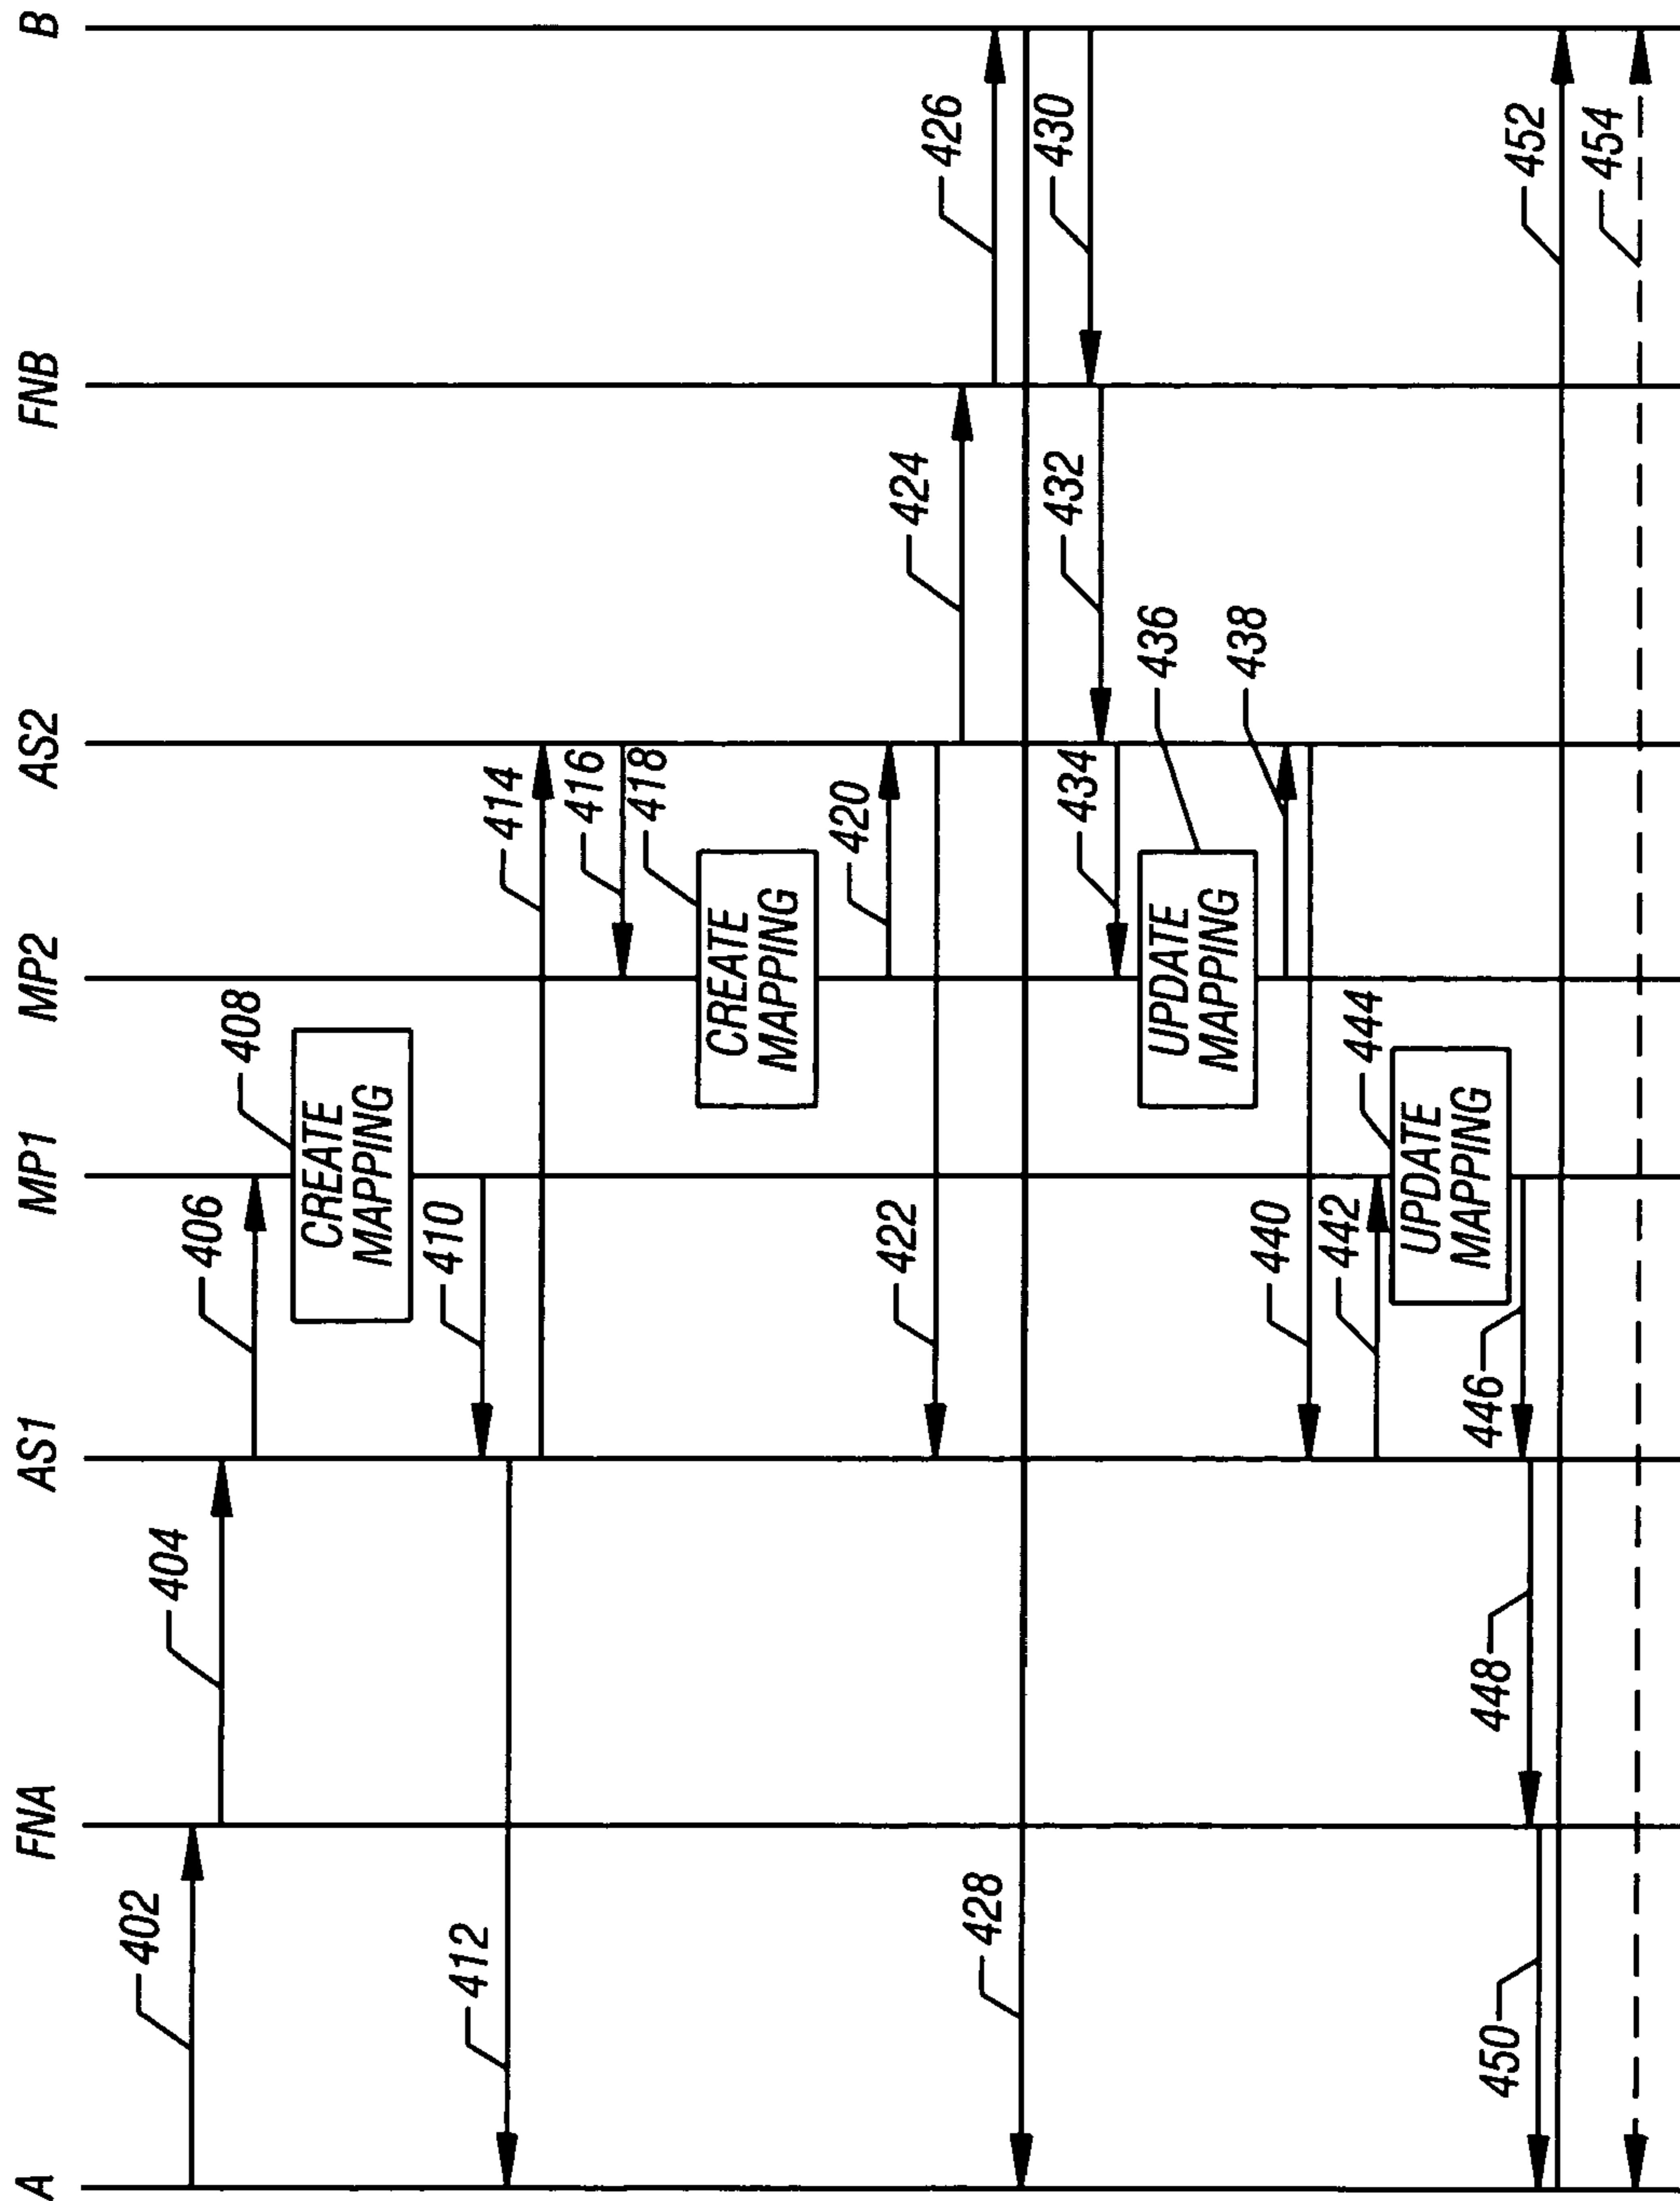 A
FNA
AS1
MP1
MP2
AS2
FNB
B
402
404
406
408
CREATE
MAPPING
410
412
414
416
418
CREATE
MAPPING
420
422
424
426
428
430
432
434
436
UPDATE
MAPPING
438
440
442
444
UPDATE
MAPPING
446
448
450
452
454